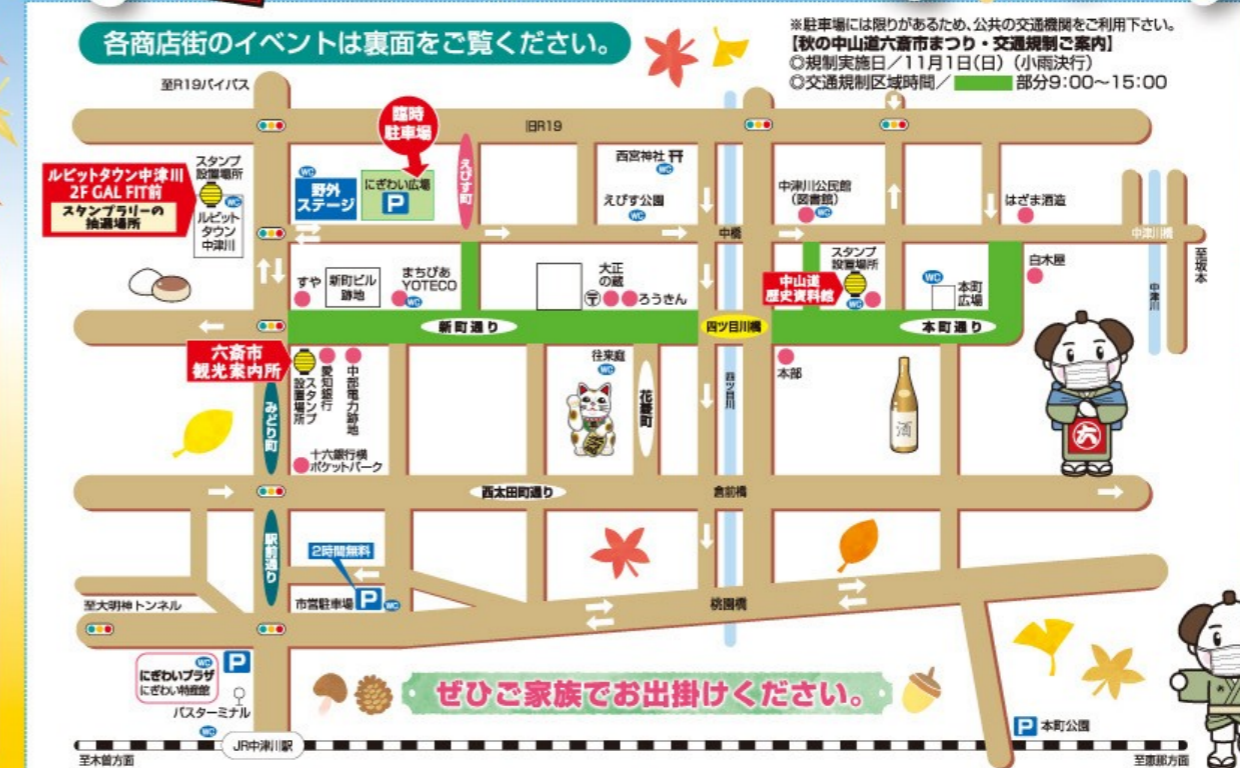 各商店街のイベントは裏面をご覧ください。
※駐車場には限りがあるため、公共の交通機関をご利用下さい。
【秋の中山道六斎市まつり・交通規制ご案内】
◎規制実施日／11月1日(日)（小雨決行）
◎交通規制区域時間／ 部分9:00〜15:00
至R19バイパス
臨時
駐車場
旧R19
ルビットタウン中津川
2F GAL FIT前
スタンプラリーの
抽選場所
スタンプ
設置場所
WC
ルビット
タウン
中津川
WC
野外
ステージ
にぎわい広場
P
えびす町
西宮神社
WC
えびす公園
WC
中津川公民館
（図書館）
WC
はざま酒造
中橋
中津川橋
至坂本
中津川
すや
新町ビル
跡地
まちぴあ
YOTECO
WC
大正
の蔵
〒
ろうきん
中山道
歴史資料館
スタンプ
設置場所
WC
WC
本町
広場
白木屋
新町通り
四ツ目川橋
本町通り
六斎市
観光案内所
スタンプ
設置場所
愛知銀行
中部電力跡地
往来庭
WC
花菱町
四ツ目川
本部
酒
六
みどり町
十六銀行横
ポケットパーク
西太田町通り
倉前橋
駅前通り
2時間無料
市営駐車場
P
WC
至大明神トンネル
桃園橋
WC
P
にぎわいプラザ
にぎわい特産館
バスターミナル
WC
ぜひご家族でお出掛けください。
P 本町公園
JR中津川駅
至木曽方面
至恵那方面